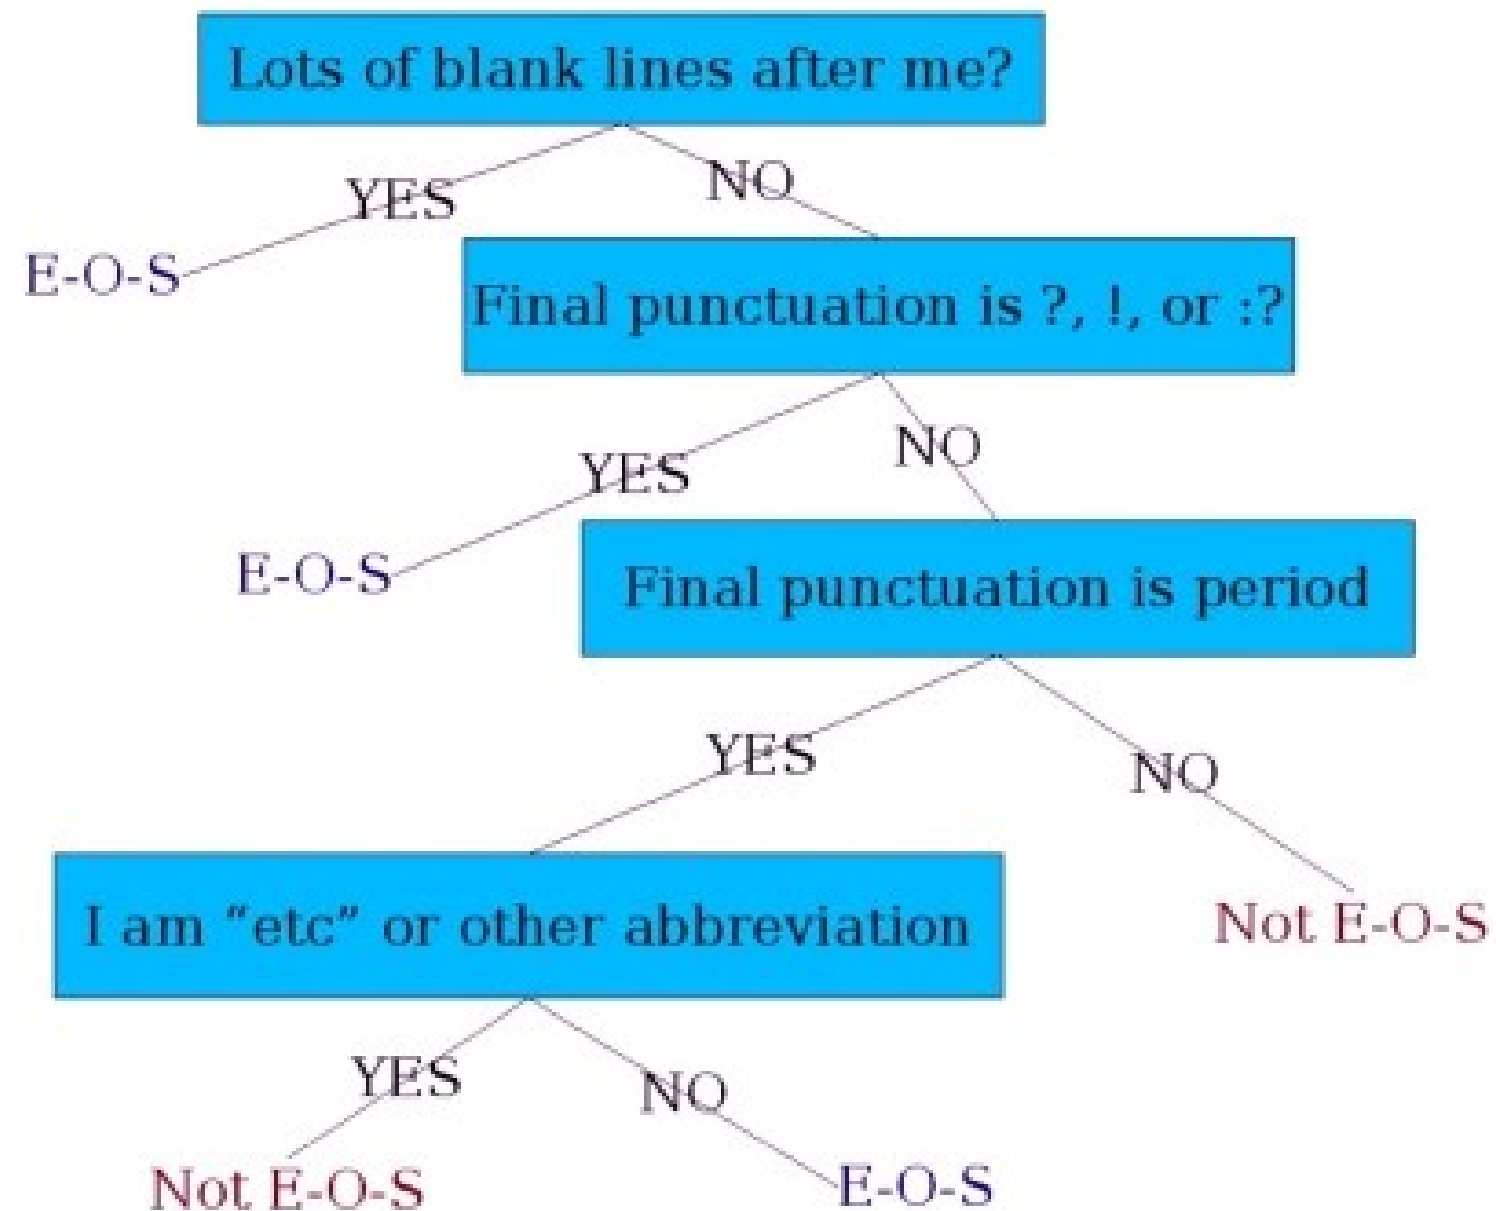 Lots of blank lines after me?
YES
NO
E-O-S
Final punctuation is ?, !, or :?
YES
NO
E-O-S
Final punctuation is period
YES
NO
I am “etc” or other abbreviation
Not E-O-S
YES
NO
Not E-O-S
E-O-S